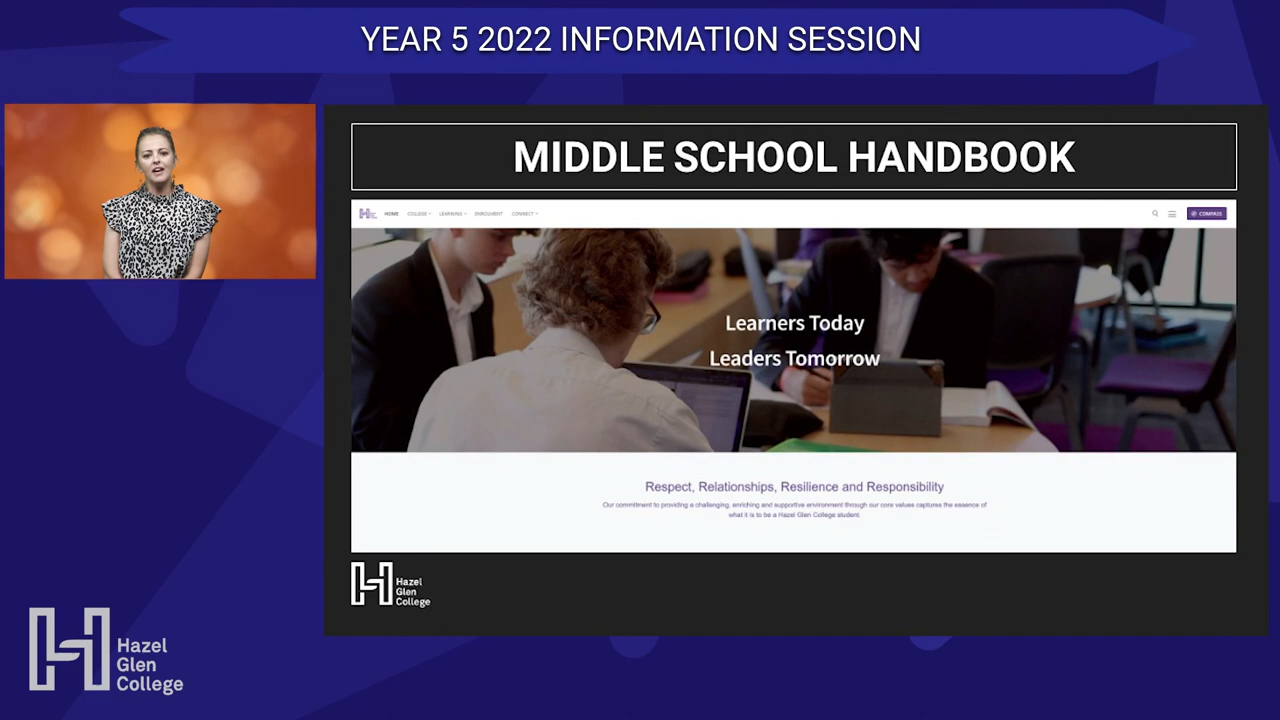 YEAR 5 2022 INFORMATION SESSION
MIDDLE SCHOOL HANDBOOK
HOME COLLEGE LEARNING ENROLMENT CONNECT COMPASS
Learners Today
Leaders Tomorrow
Respect, Relationships, Resilience and Responsibility
Our commitment to providing a challenging, enriching and supportive environment through our core values captures the essence of
what it is to be a Hazel Glen College student.
Hazel
Glen
College
Hazel
Glen
College